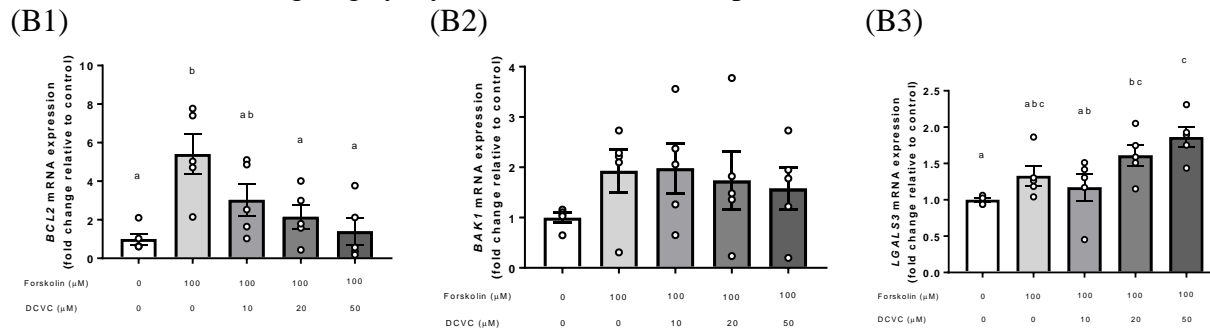 (B1)
BCL2 mRNA expression
(fold change relative to control)
10
8
6
4
2
0
a
b
a b
a
a
Forskolin (μM) 0 100 100 100 100
DCVC (μM) 0 0 10 20 50
(B2)
BAK1 mRNA expression
(fold change relative to control)
4
3
2
1
0
Forskolin (μM) 0 100 100 100 100
DCVC (μM) 0 0 10 20 50
(B3)
LGALS3 mRNA expression
(fold change relative to control)
2.5
2.0
1.5
1.0
0.5
0.0
a
a b c
a b
b c
c
Forskolin (μM) 0 100 100 100 100
DCVC (μM) 0 0 10 20 50